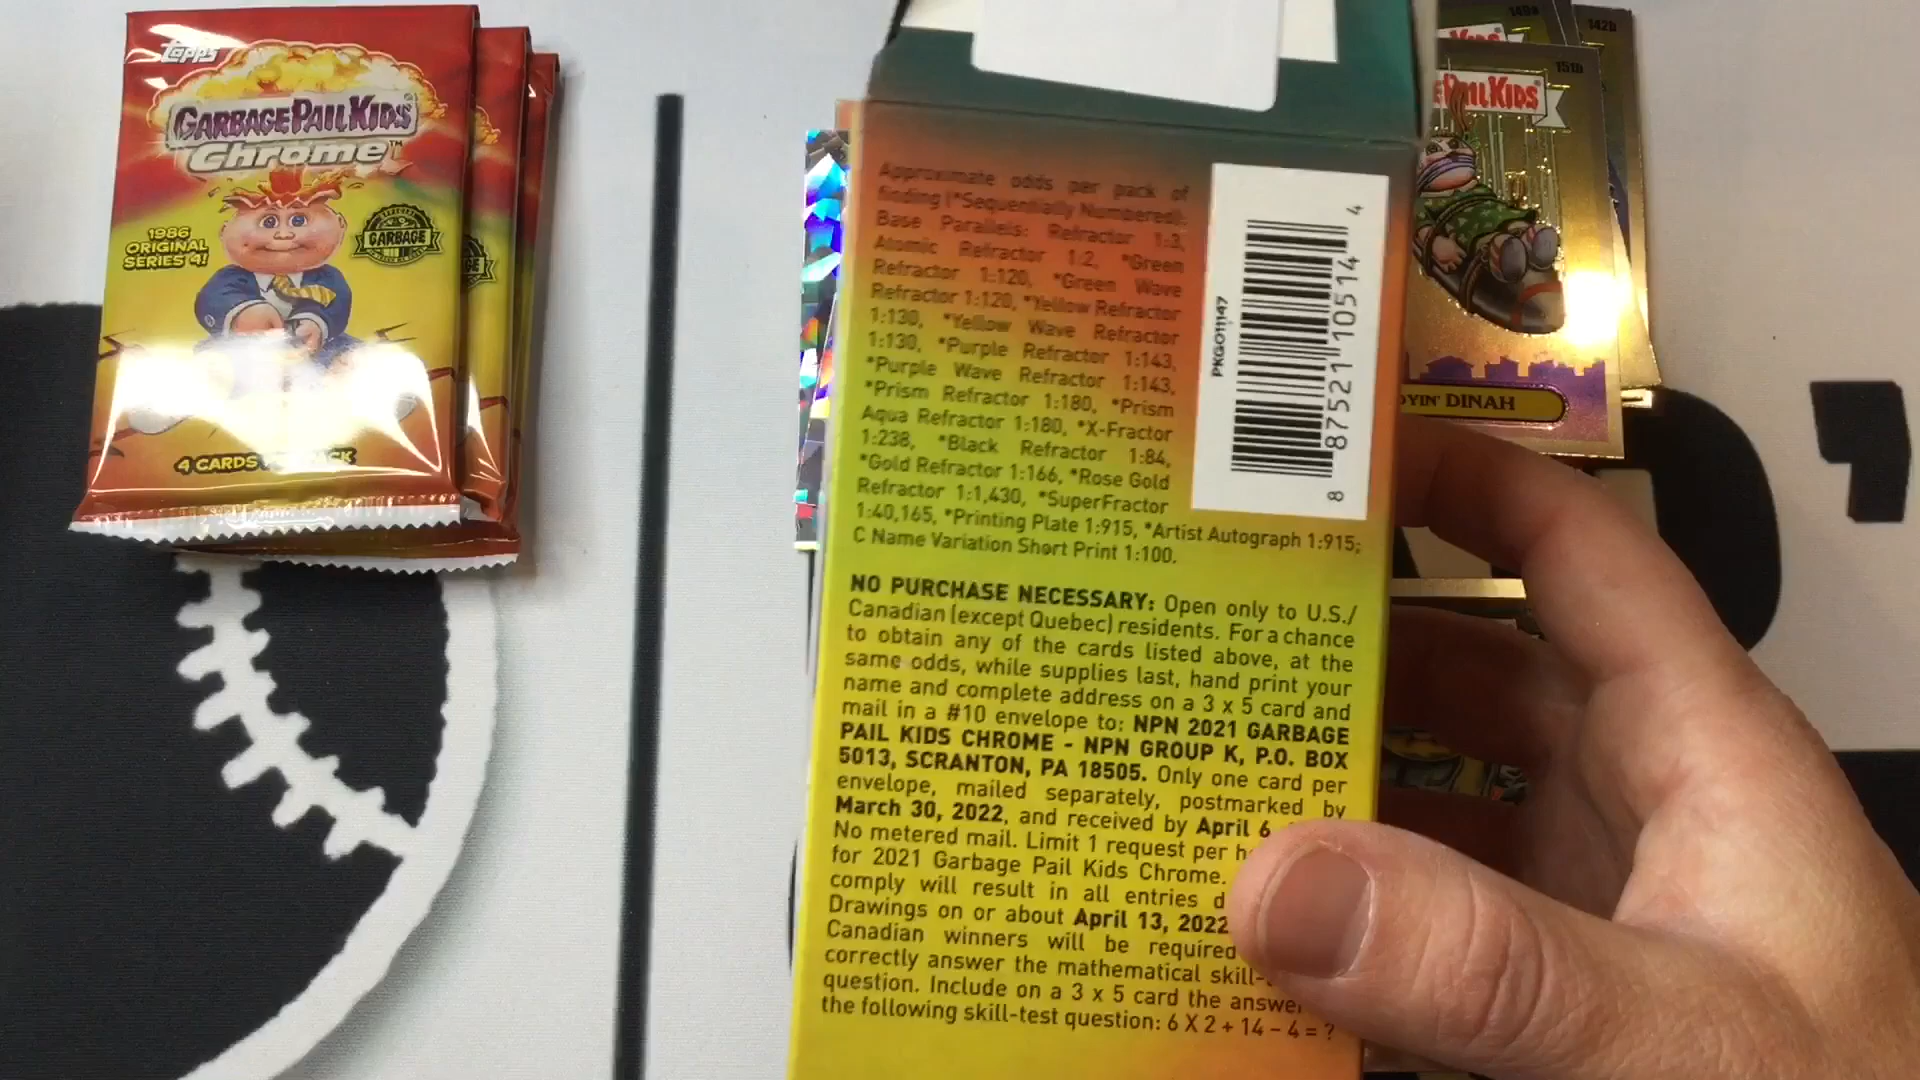 Topps
GARBAGE PAIL KIDS
Chrome™
1986
ORIGINAL
SERIES 4!
OFFICIAL
GARBAGE
4 CARDS
Approximate odds per pack of
finding (*Sequentially Numbered):
Base Parallels: Refractor 1:3,
Atomic Refractor 1:2, *Green
Refractor 1:120, *Green Wave
Refractor 1:120, *Yellow Refractor
1:130, *Yellow Wave Refractor
1:130, *Purple Refractor 1:143,
*Purple Wave Refractor 1:143,
*Prism Refractor 1:180, *Prism
Aqua Refractor 1:180, *X-Fractor
1:238, *Black Refractor 1:84,
*Gold Refractor 1:166, *Rose Gold
Refractor 1:1,430, *SuperFractor
1:40,165, *Printing Plate 1:915, *Artist Autograph 1:915;
C Name Variation Short Print 1:100.
PKG011147
8 87521 10514 4
NO PURCHASE NECESSARY: Open only to U.S./
Canadian (except Quebec) residents. For a chance
to obtain any of the cards listed above, at the
same odds, while supplies last, hand print your
name and complete address on a 3 x 5 card and
mail in a #10 envelope to: NPN 2021 GARBAGE
PAIL KIDS CHROME - NPN GROUP K, P.O. BOX
5013, SCRANTON, PA 18505. Only one card per
envelope, mailed separately, postmarked by
March 30, 2022, and received by April 6
No metered mail. Limit 1 request per
for 2021 Garbage Pail Kids Chrome.
comply will result in all entries
Drawings on or about April 13, 2022
Canadian winners will be required
correctly answer the mathematical skill-
question. Include on a 3 x 5 card the answer
the following skill-test question: 6 X 2 + 14 - 4 = ?
142b
151b
PAIL KIDS
DINAH